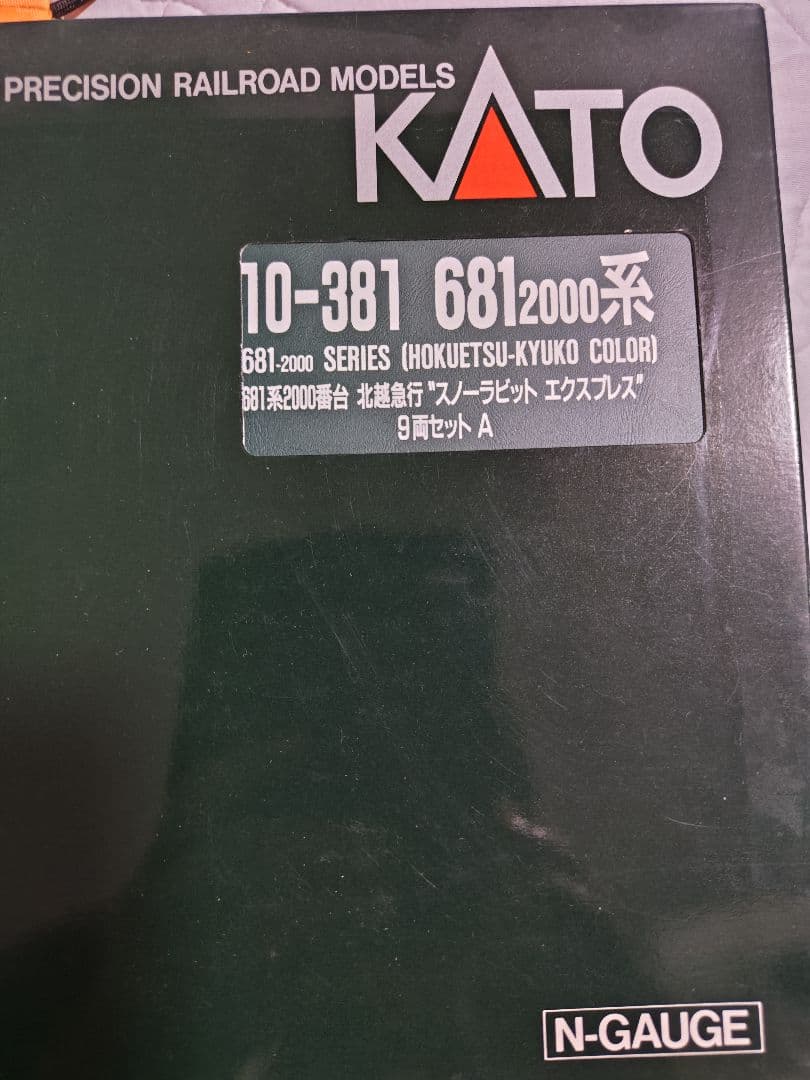 PRECISION RAILROAD MODELS
KATO
10-381 681 2000系
681-2000 SERIES (HOKUETSU-KYUKO COLOR)
681系2000番台 北越急行 "スノーラビット エクスプレス"
9両セット A
N-GAUGE